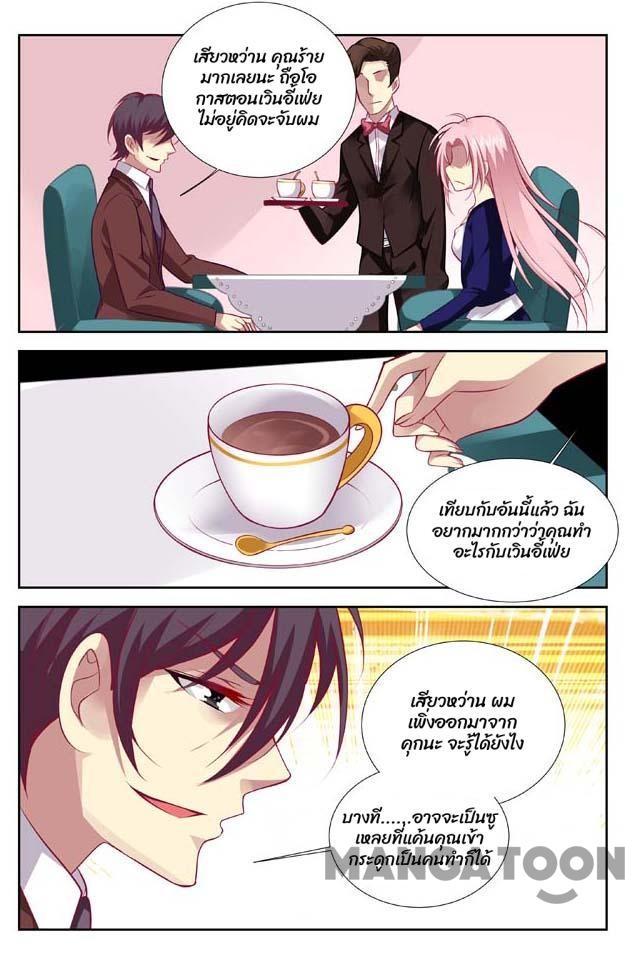 เสี่ยวหว่าน คุณร้าย
มากเลยนะ ถือโอ
กาสตอนเวินอี้เฟ่ย
ไม่อยู่คิดจะจับผม
เทียบกับอันนี้แล้ว ฉัน
อยากมากกว่าว่าคุณทำ
อะไรกับเวินอี้เฟ่ย
เสี่ยวหว่าน ผม
เพิ่งออกมาจาก
คุกนะ จะรู้ได้ยังไง
บางที......อาจจะเป็นซู
เหลยที่แค้นคุณเข้า
กระดูกเป็นคนทำก็ได้
MANGATOON